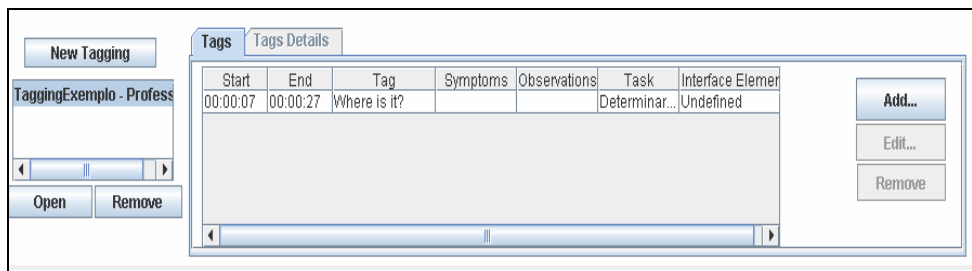 New Tagging
TaggingExemplo - Profess
Open Remove
Tags Tags Details
Start End Tag Symptoms Observations Task Interface Elemer
00:00:07 00:00:27 Where is it? Determinar... Undefined
Add...
Edit...
Remove